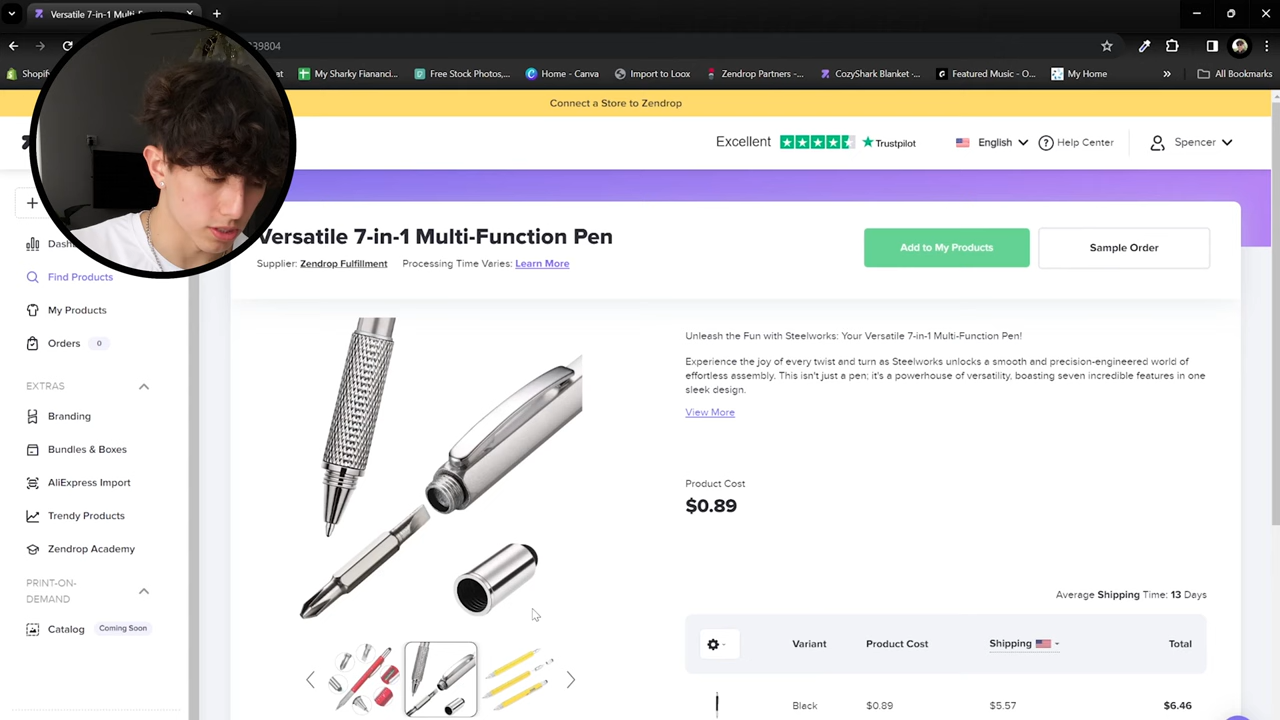 Versatile 7-in-1 Multi-F
39804
Shopif
at
My Sharky Fiananci...
Free Stock Photos,...
Home - Canva
Import to Loox
Zendrop Partners -...
CozyShark Blanket -...
Featured Music - O...
My Home
»
All Bookmarks
Connect a Store to Zendrop
Excellent
Trustpilot
English
Help Center
Spencer
Versatile 7-in-1 Multi-Function Pen
Supplier: Zendrop Fulfillment
Processing Time Varies: Learn More
Add to My Products
Sample Order
Dash
Find Products
My Products
Orders 0
EXTRAS
Branding
Bundles & Boxes
AliExpress Import
Trendy Products
Zendrop Academy
PRINT-ON-
DEMAND
Catalog Coming Soon
Unleash the Fun with Steelworks: Your Versatile 7-in-1 Multi-Function Pen!
Experience the joy of every twist and turn as Steelworks unlocks a smooth and precision-engineered world of
effortless assembly. This isn't just a pen; it's a powerhouse of versatility, boasting seven incredible features in one
sleek design.
View More
Product Cost
$0.89
Average Shipping Time: 13 Days
Variant Product Cost Shipping Total
Black $0.89 $5.57 $6.46